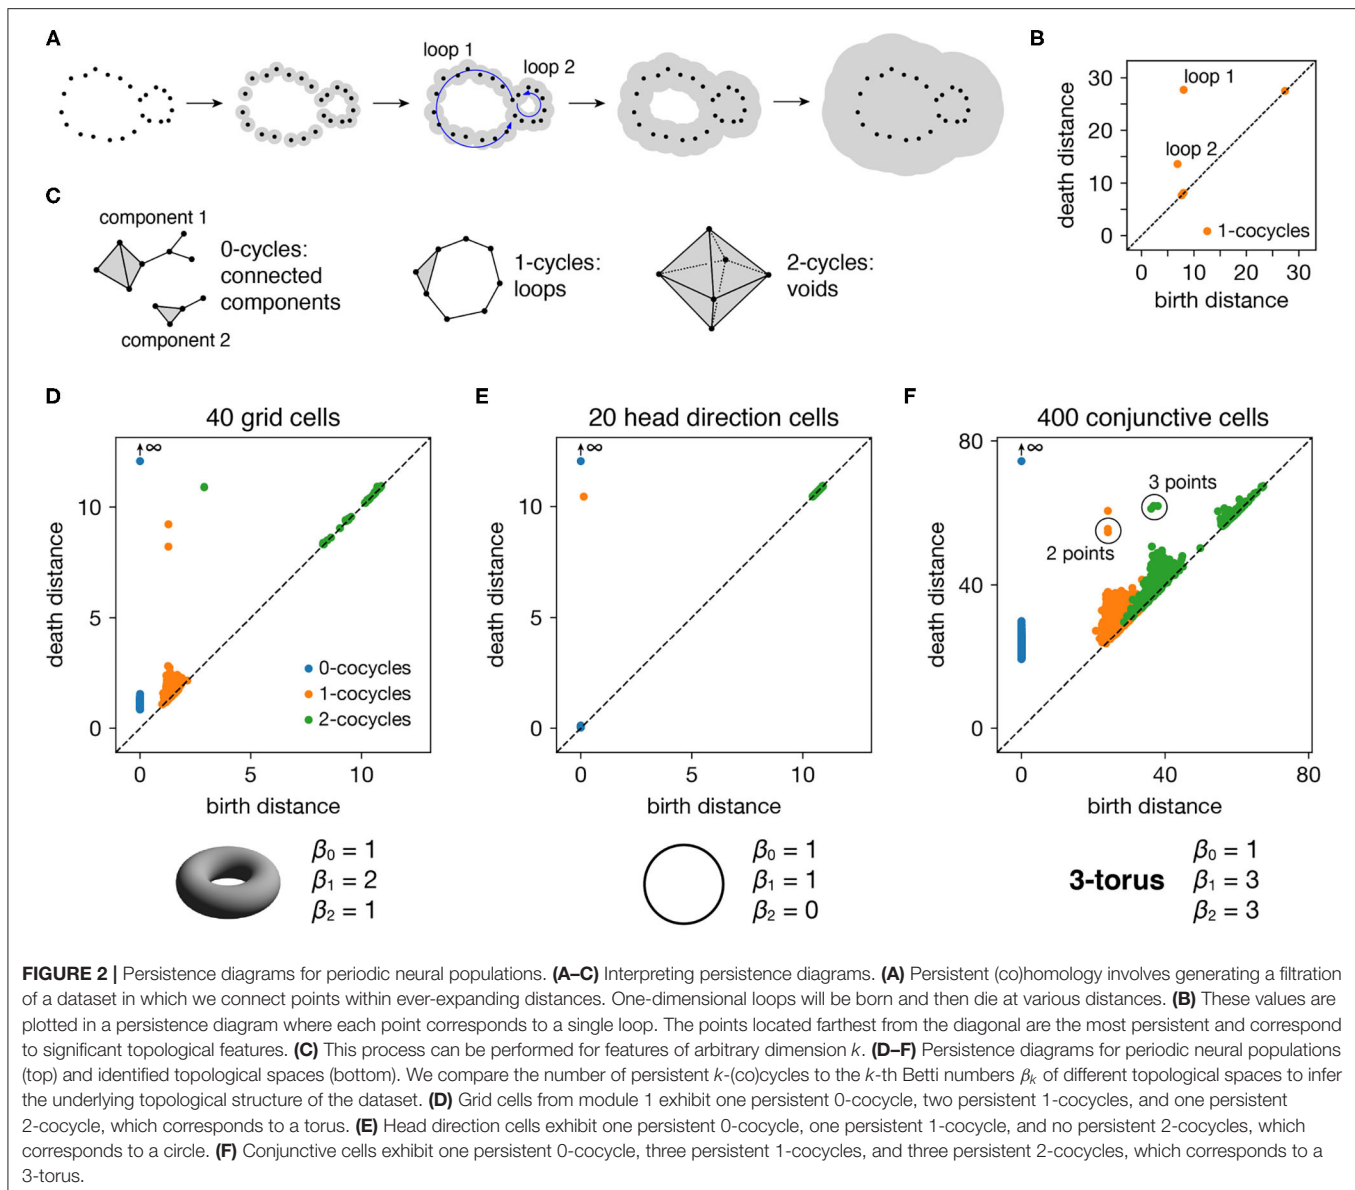 A
loop 1
loop 2
B
30
20
10
0
death distance
loop 1
loop 2
1-cocycles
0 10 20 30
birth distance
C
component 1
0-cycles:
connected
components
component 2
1-cycles:
loops
2-cycles:
voids
D
40 grid cells
∞
10
5
0
death distance
0-cocycles
1-cocycles
2-cocycles
0 5 10
birth distance
β0 = 1
β1 = 2
β2 = 1
E
20 head direction cells
∞
10
5
0
death distance
0 5 10
birth distance
β0 = 1
β1 = 1
β2 = 0
F
400 conjunctive cells
80
∞
3 points
2 points
40
0
death distance
0 40 80
birth distance
3-torus
β0 = 1
β1 = 3
β2 = 3
FIGURE 2 | Persistence diagrams for periodic neural populations. (A–C) Interpreting persistence diagrams. (A) Persistent (co)homology involves generating a filtration
of a dataset in which we connect points within ever-expanding distances. One-dimensional loops will be born and then die at various distances. (B) These values are
plotted in a persistence diagram where each point corresponds to a single loop. The points located farthest from the diagonal are the most persistent and correspond
to significant topological features. (C) This process can be performed for features of arbitrary dimension k. (D–F) Persistence diagrams for periodic neural populations
(top) and identified topological spaces (bottom). We compare the number of persistent k-(co)cycles to the k-th Betti numbers βk of different topological spaces to infer
the underlying topological structure of the dataset. (D) Grid cells from module 1 exhibit one persistent 0-cocycle, two persistent 1-cocycles, and one persistent
2-cocycle, which corresponds to a torus. (E) Head direction cells exhibit one persistent 0-cocycle, one persistent 1-cocycle, and no persistent 2-cocycles, which
corresponds to a circle. (F) Conjunctive cells exhibit one persistent 0-cocycle, three persistent 1-cocycles, and three persistent 2-cocycles, which corresponds to a
3-torus.